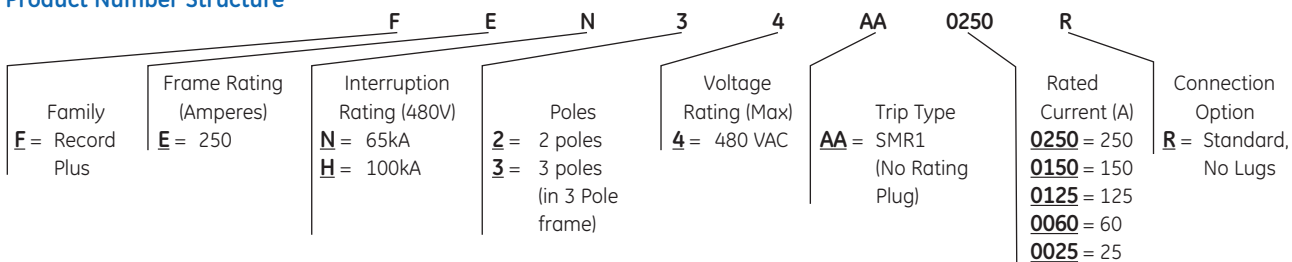 Product Number Structure
F E N 3 4 AA 0250 R
Family
F = Record
Plus
Frame Rating
(Amperes)
E = 250
Interruption
Rating (480V)
N = 65kA
H = 100kA
Poles
2 = 2 poles
3 = 3 poles
(in 3 Pole
frame)
Voltage
Rating (Max)
4 = 480 VAC
Trip Type
AA = SMR1
(No Rating
Plug)
Rated
Current (A)
0250 = 250
0150 = 150
0125 = 125
0060 = 60
0025 = 25
Connection
Option
R = Standard,
No Lugs